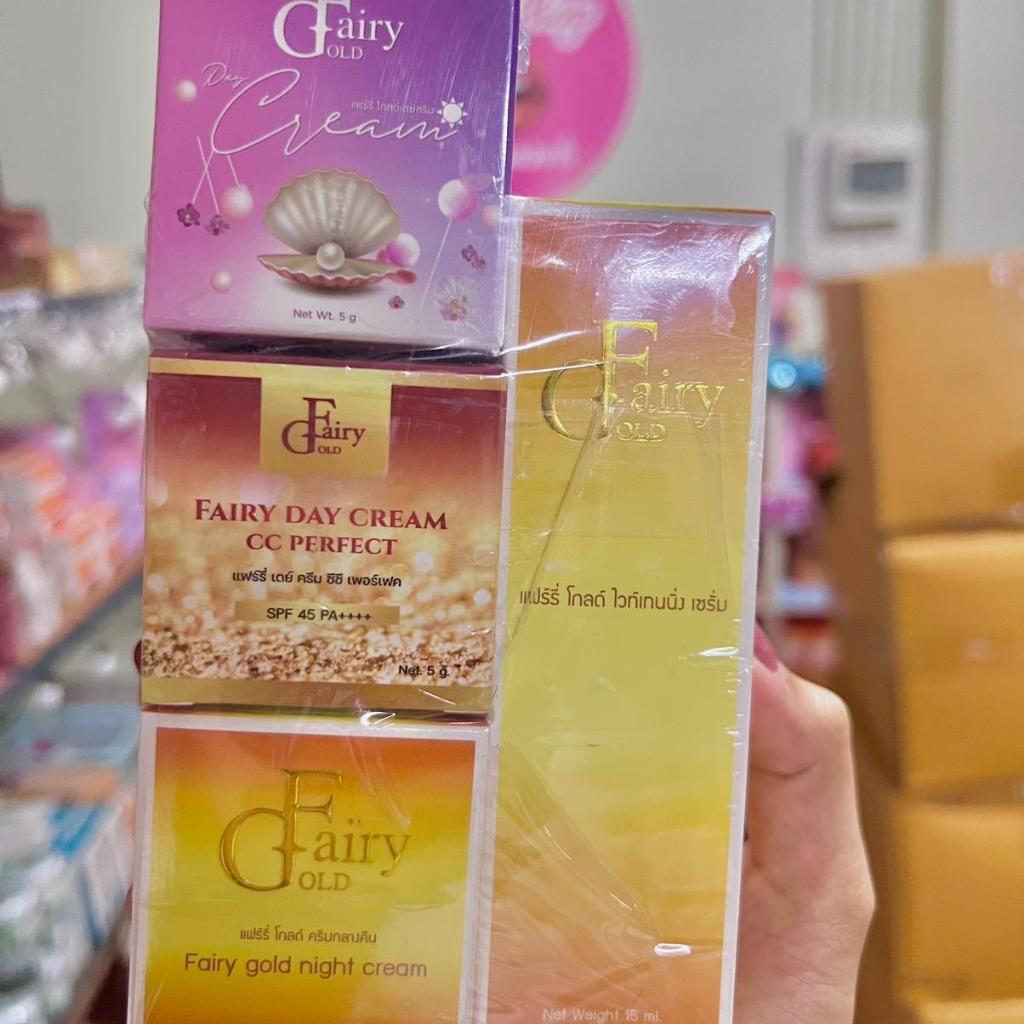 Fairy
GOLD
Day
Cream
แฟร์รี่ โกลด์เดย์ครีม
Net Wt. 5 g
Fairy
GOLD
FAIRY DAY CREAM
CC PERFECT
แฟร์รี่ เดย์ ครีม ซีซี เพอร์เฟค
SPF 45 PA++++
Net. 5 g.
Fairy
GOLD
แฟร์รี่ โกลด์ ครีมกลางคืน
Fairy gold night cream
Fairy
GOLD
แฟร์รี่ โกลด์ ไวท์เทนนิ่ง เซรั่ม
Net Weight 15 ml.